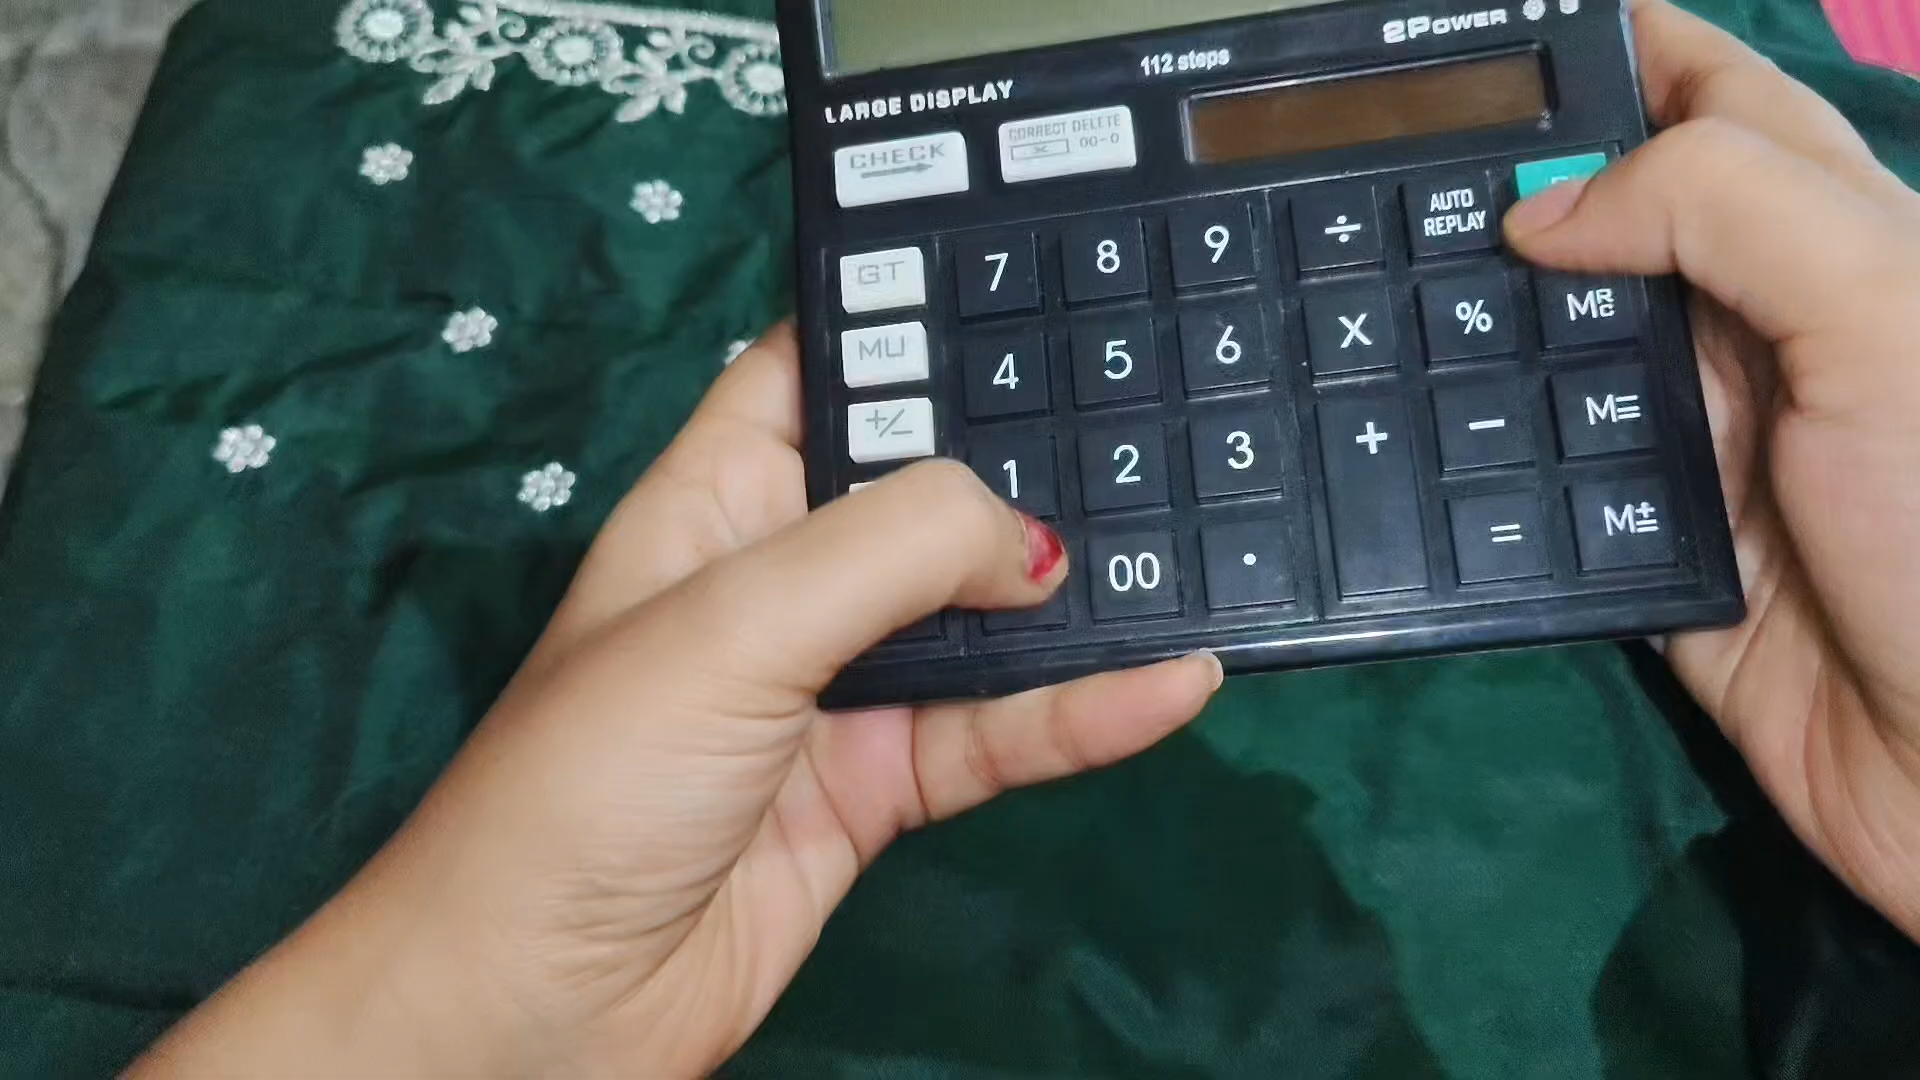 2POWER
112 steps
LARGE DISPLAY
CHECK
CORRECT DELETE
X 00-0
GT 7 8 9 ÷ AUTO REPLAY
MU 4 5 6 X % MRC
+/- 1 2 3 + - M=
00 . = M±